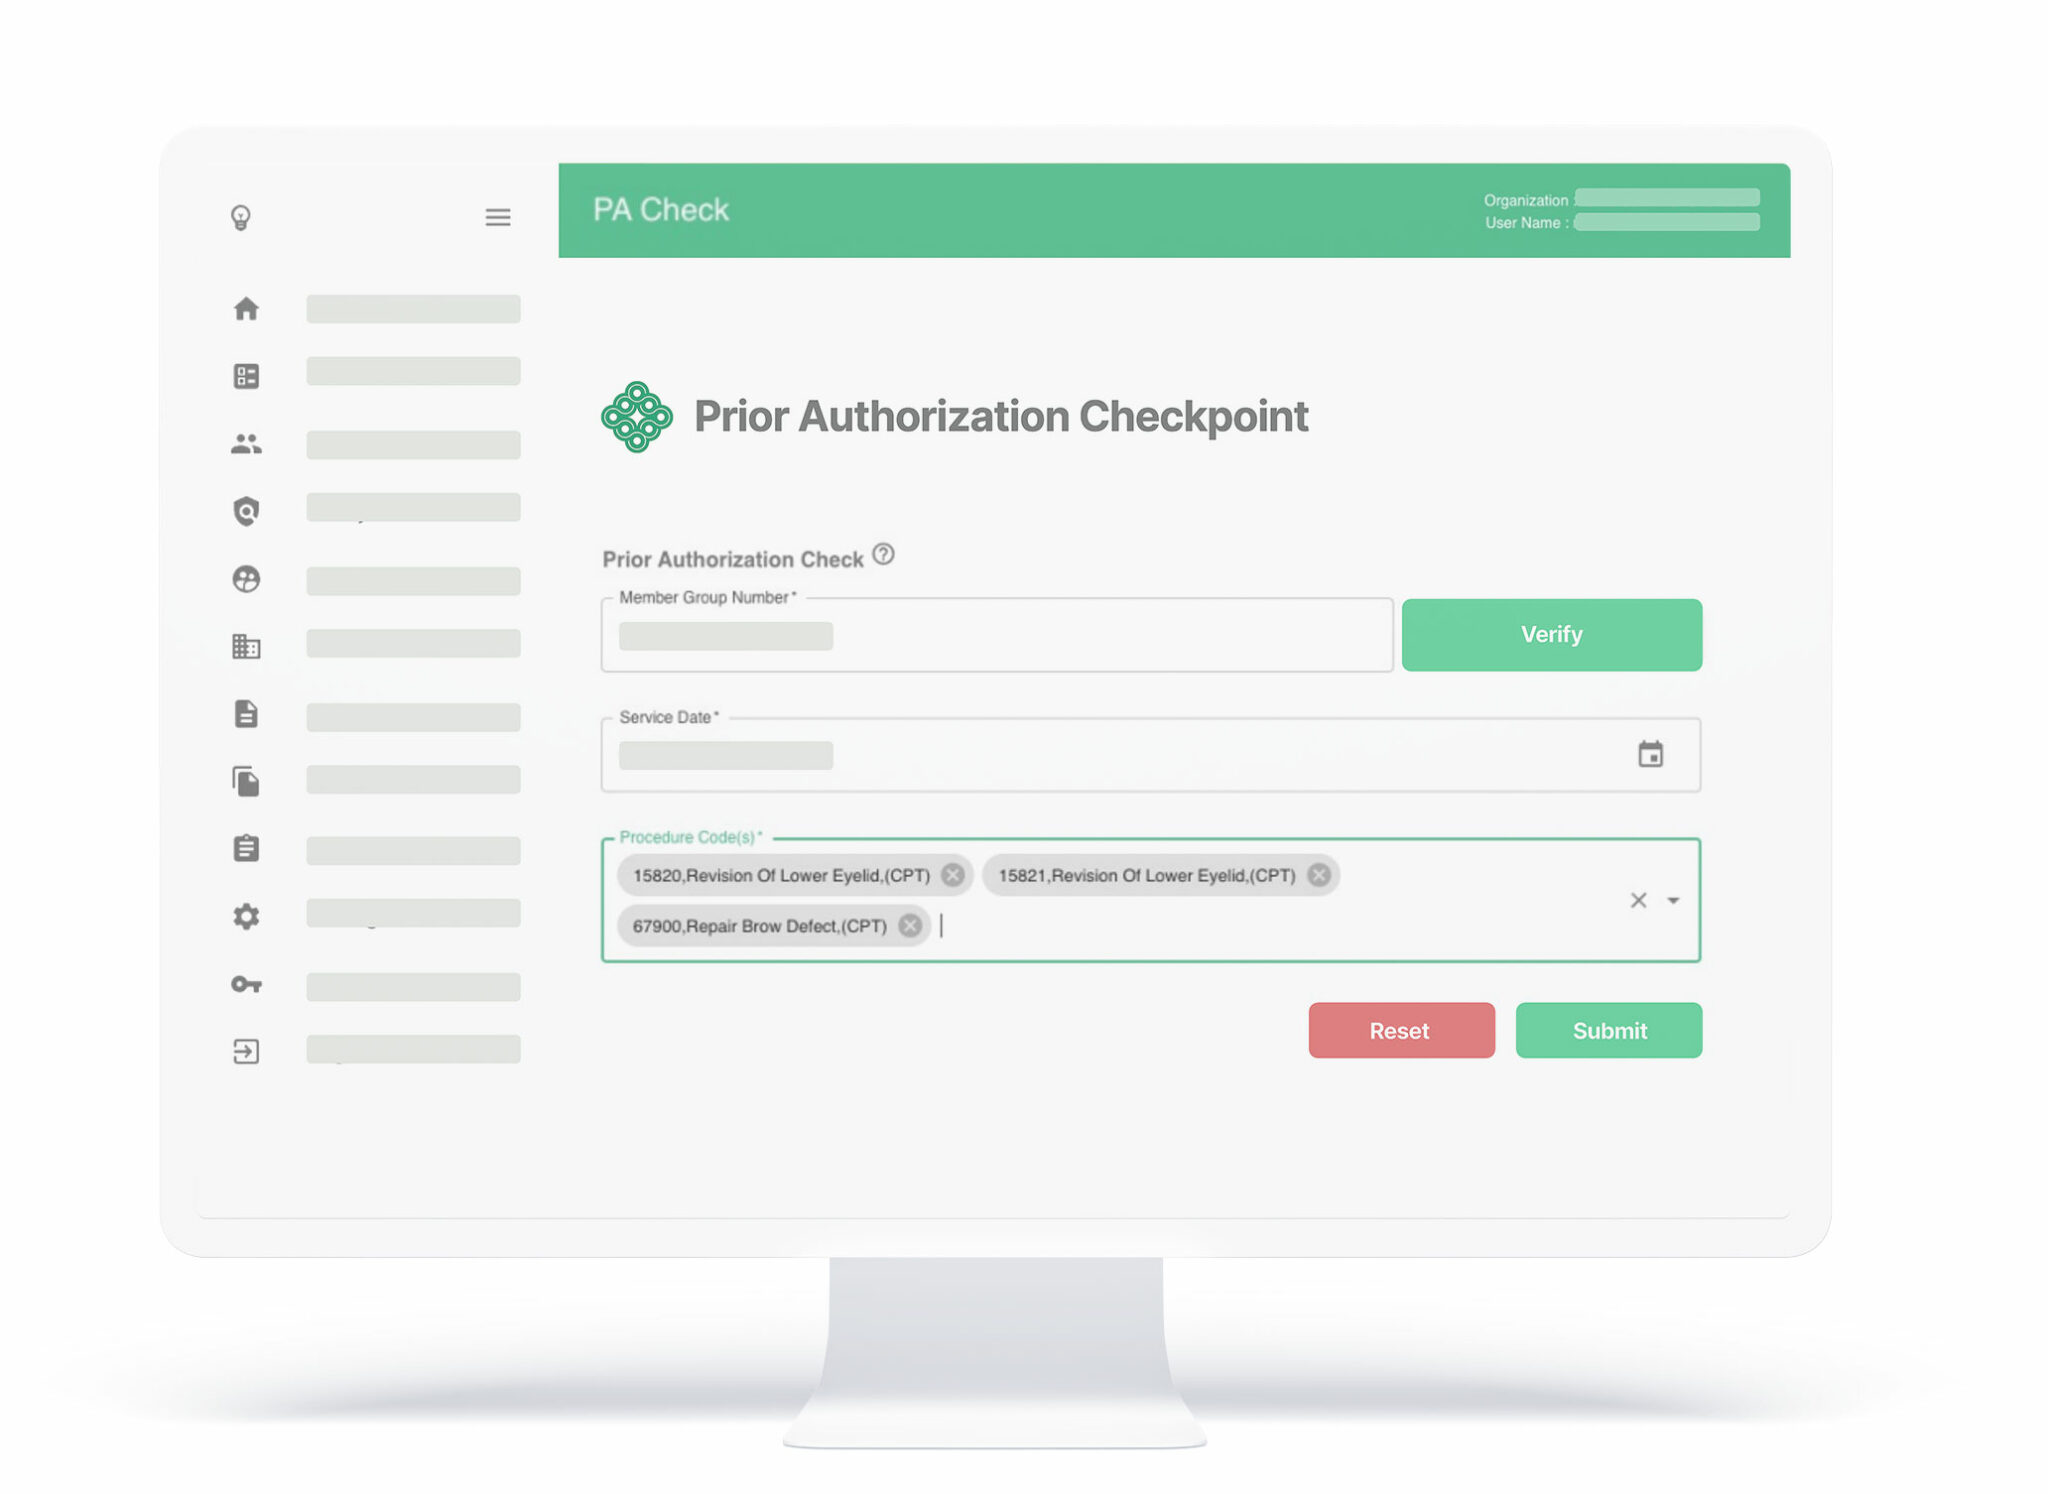 PA Check
Organization :
User Name :
Prior Authorization Checkpoint
Prior Authorization Check
Member Group Number*
Verify
Service Date*
Procedure Code(s)*
15820,Revision Of Lower Eyelid,(CPT) 15821,Revision Of Lower Eyelid,(CPT)
67900,Repair Brow Defect,(CPT)
Reset Submit